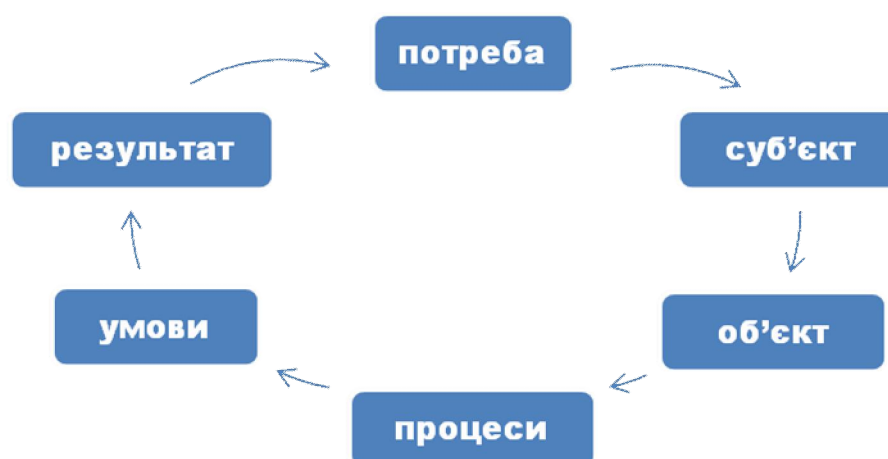 потреба
суб’єкт
об’єкт
процеси
умови
результат